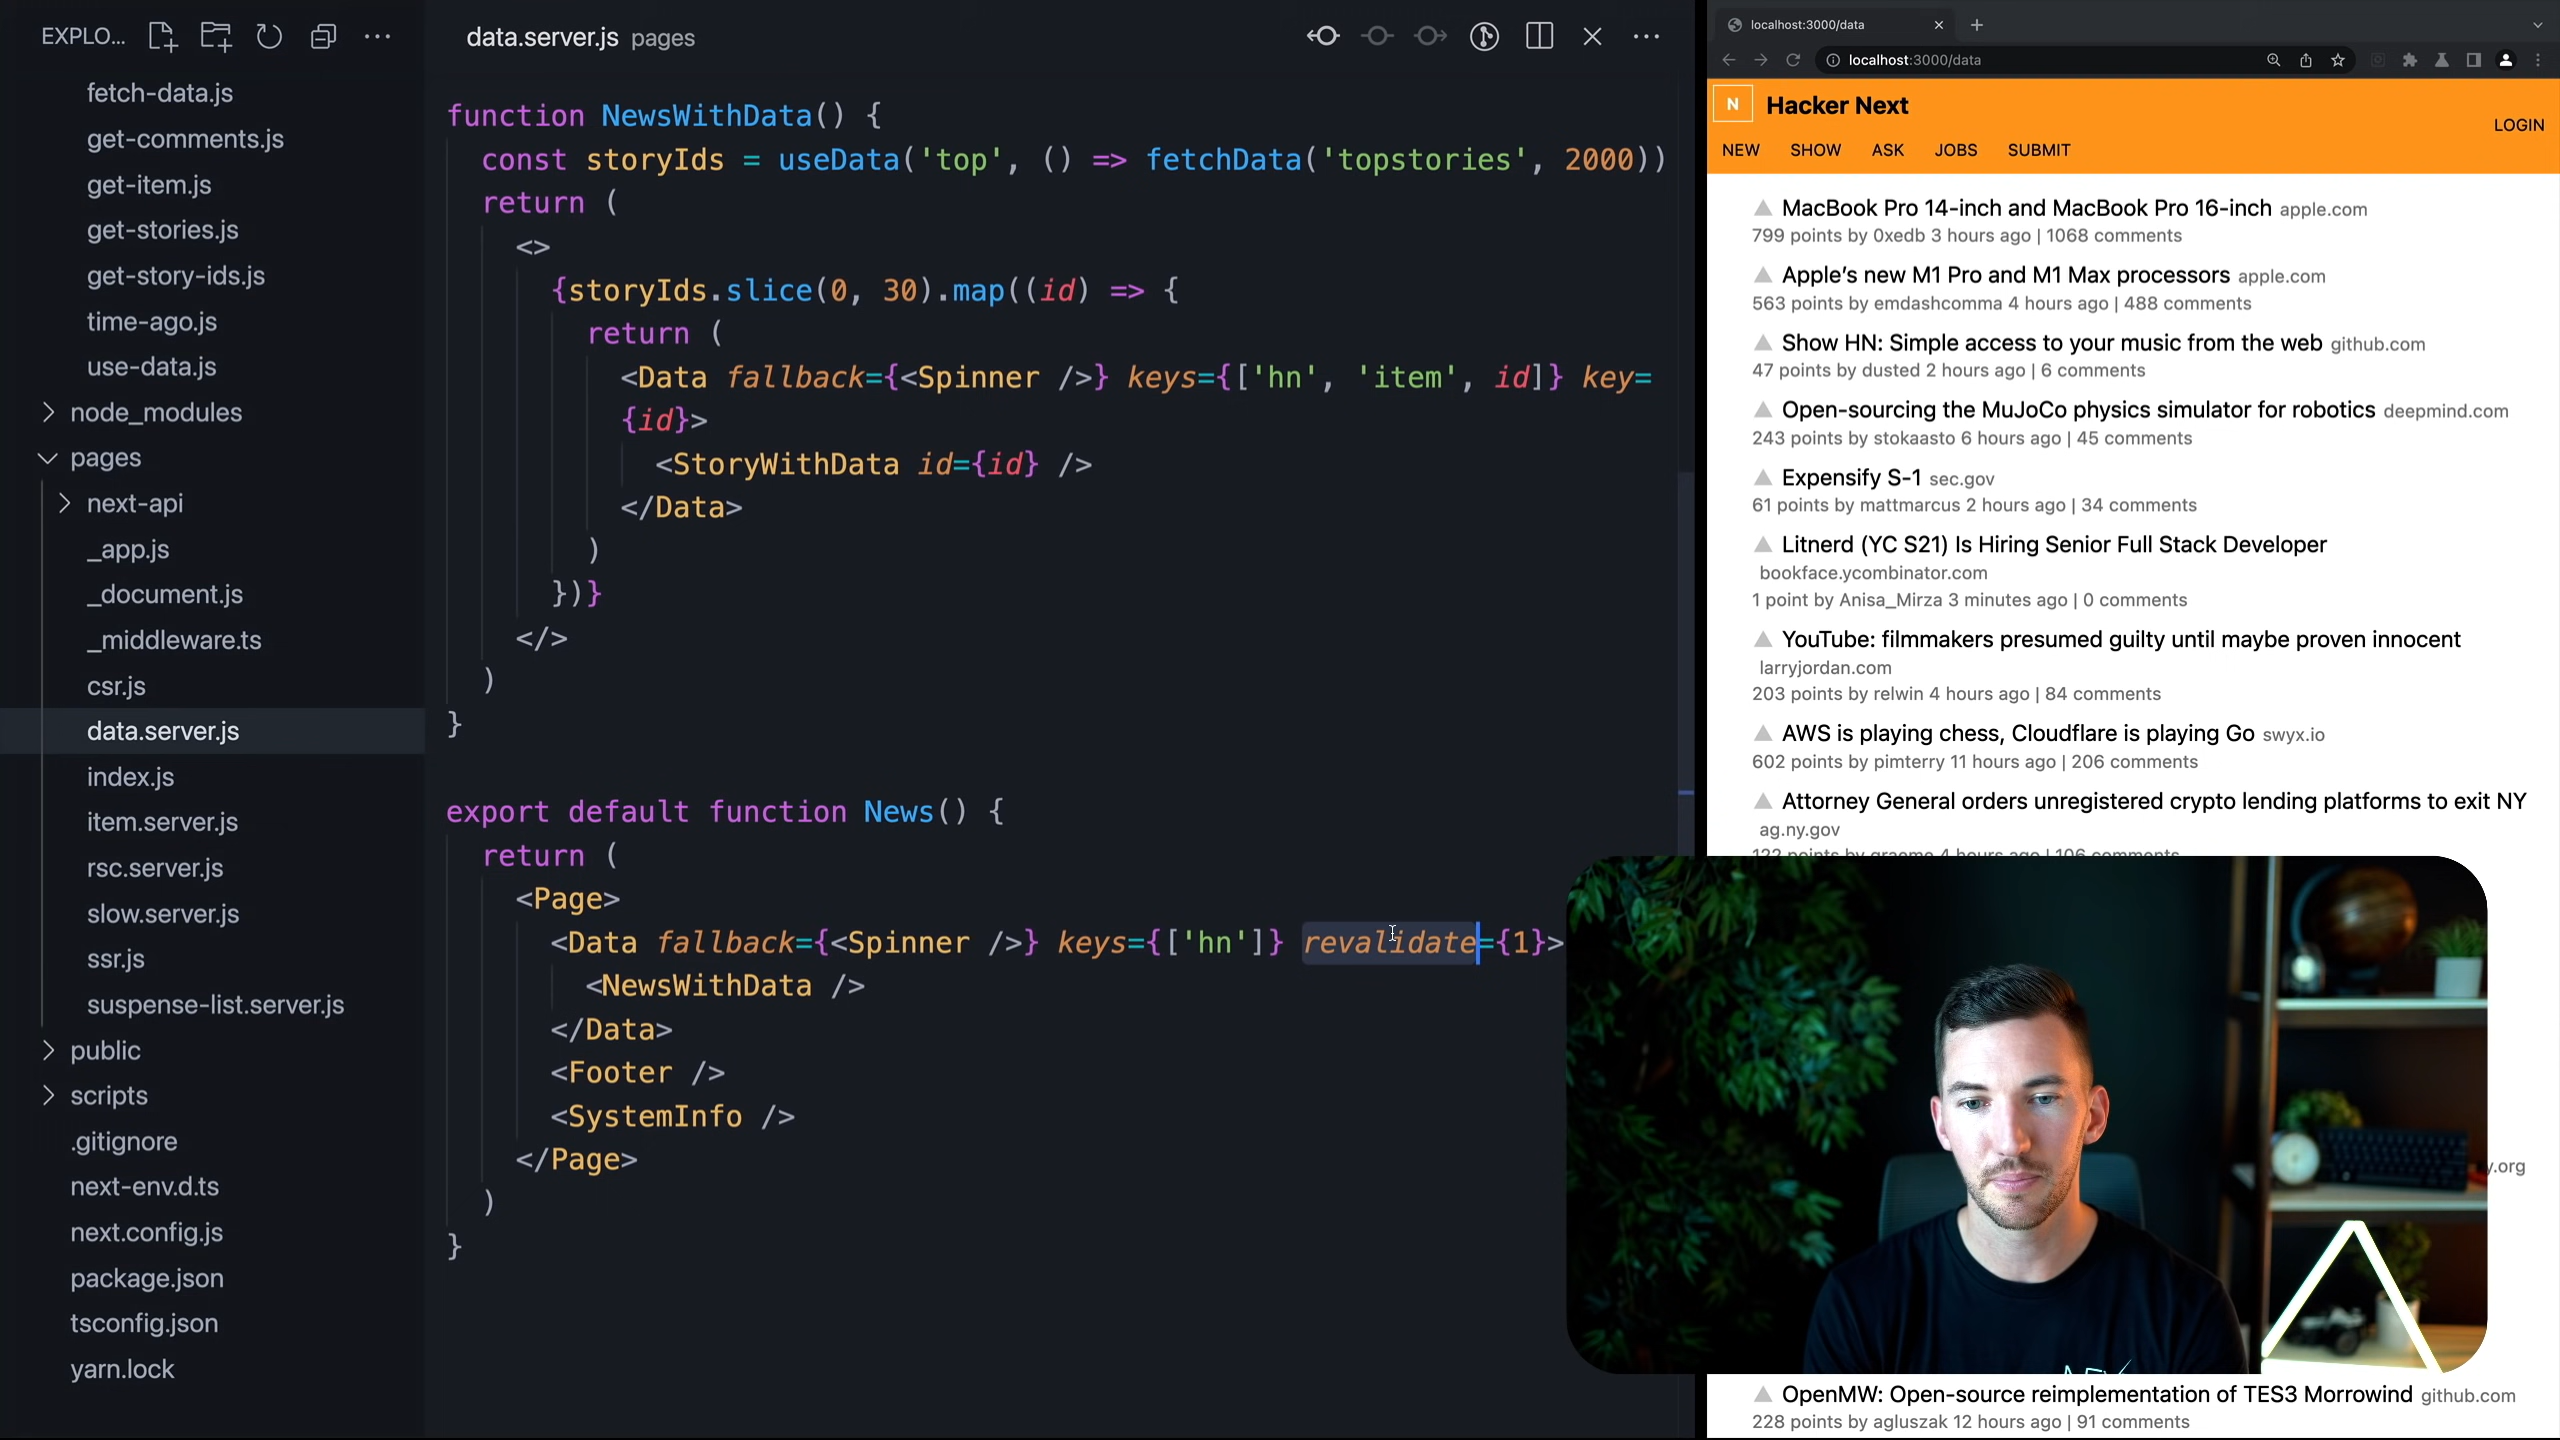 EXPLO...
fetch-data.js
get-comments.js
get-item.js
get-stories.js
get-story-ids.js
time-ago.js
use-data.js
node_modules
pages
next-api
_app.js
_document.js
_middleware.ts
csr.js
data.server.js
index.js
item.server.js
rsc.server.js
slow.server.js
ssr.js
suspense-list.server.js
public
scripts
.gitignore
next-env.d.ts
next.config.js
package.json
tsconfig.json
yarn.lock
data.server.js pages
function NewsWithData() {
const storyIds = useData('top', () => fetchData('topstories', 2000))
return (
<>
{storyIds.slice(0, 30).map((id) => {
return (
<Data fallback={<Spinner />} keys={['hn', 'item', id]} key=
{id}>
<StoryWithData id={id} />
</Data>
)
})}
</>
)
}
export default function News() {
return (
<Page>
<Data fallback={<Spinner />} keys={['hn']} revalidate={1}>
<NewsWithData />
</Data>
<Footer />
<SystemInfo />
</Page>
)
}
localhost:3000/data
localhost:3000/data
N
Hacker Next
LOGIN
NEW SHOW ASK JOBS SUBMIT
MacBook Pro 14-inch and MacBook Pro 16-inch apple.com
799 points by 0xedb 3 hours ago | 1068 comments
Apple’s new M1 Pro and M1 Max processors apple.com
563 points by emdashcomma 4 hours ago | 488 comments
Show HN: Simple access to your music from the web github.com
47 points by dusted 2 hours ago | 6 comments
Open-sourcing the MuJoCo physics simulator for robotics deepmind.com
243 points by stokaasto 6 hours ago | 45 comments
Expensify S-1 sec.gov
61 points by mattmarcus 2 hours ago | 34 comments
Litnerd (YC S21) Is Hiring Senior Full Stack Developer
bookface.ycombinator.com
1 point by Anisa_Mirza 3 minutes ago | 0 comments
YouTube: filmmakers presumed guilty until maybe proven innocent
larryjordan.com
203 points by relwin 4 hours ago | 84 comments
AWS is playing chess, Cloudflare is playing Go swyx.io
602 points by pimterry 11 hours ago | 206 comments
Attorney General orders unregistered crypto lending platforms to exit NY
ag.ny.gov
122 points by graeme 4 hours ago | 106 comments
.org
OpenMW: Open-source reimplementation of TES3 Morrowind github.com
228 points by agluszak 12 hours ago | 91 comments